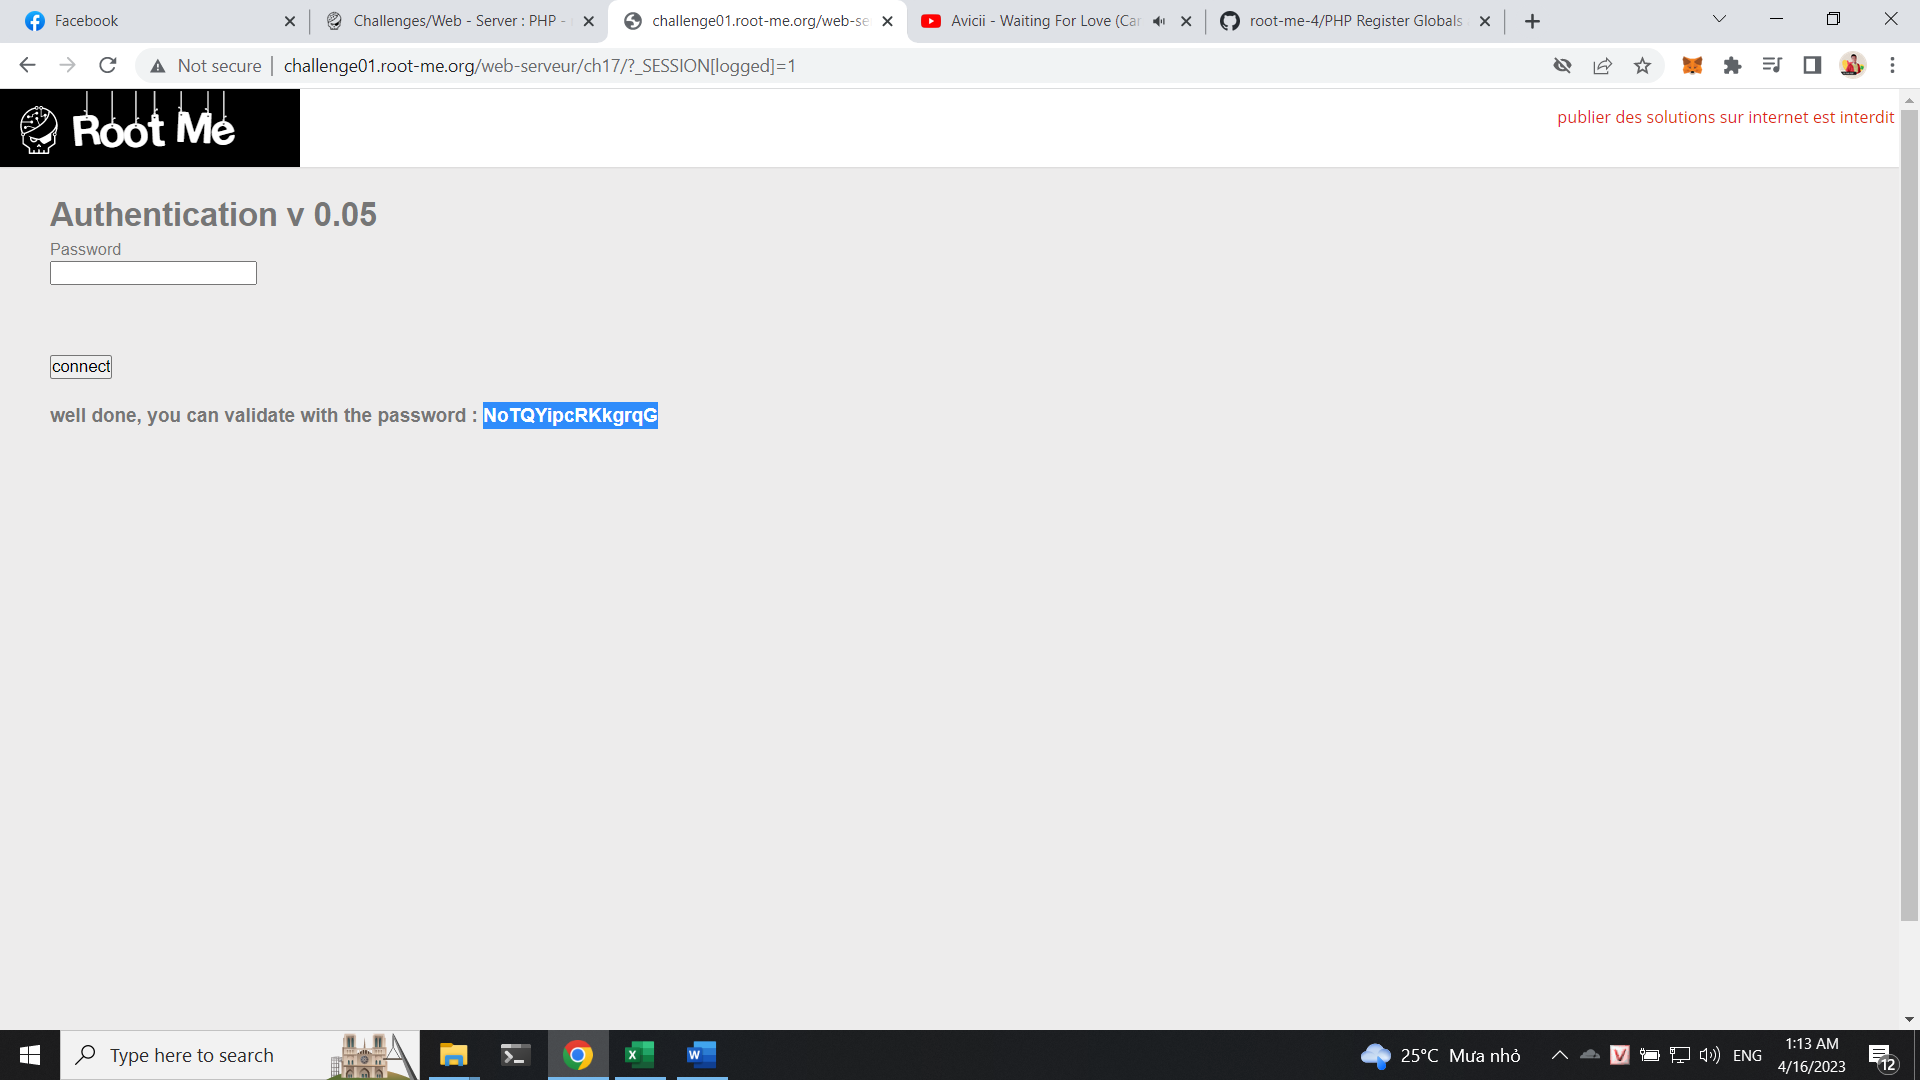 Facebook
Challenges/Web - Server : PHP -
challenge01.root-me.org/web-se
Avicii - Waiting For Love (Car
root-me-4/PHP Register Globals
Not secure
challenge01.root-me.org/web-serveur/ch17/?_SESSION[logged]=1
Root Me
publier des solutions sur internet est interdit
Authentication v 0.05
Password
connect
well done, you can validate with the password : NoTQYipcRKkgrqG
Type here to search
25°C Mưa nhỏ
ENG
1:13 AM
4/16/2023
12